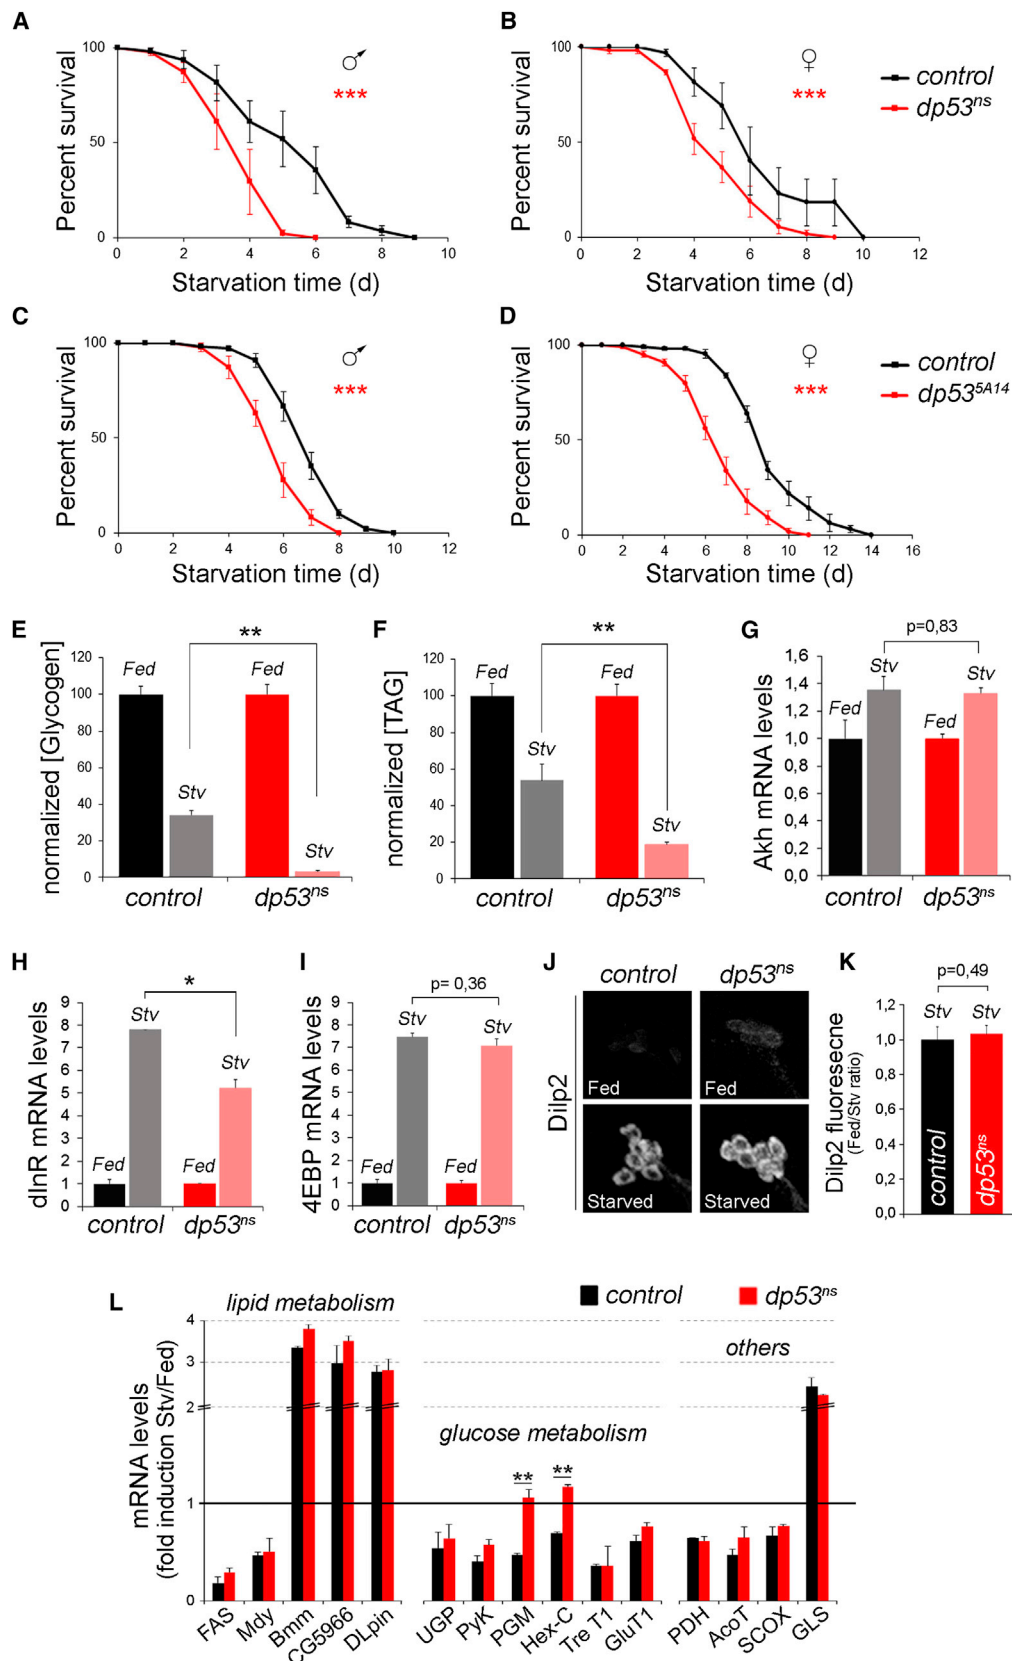 A
100
50
0
Percent survival
0 2 4 6 8 10
Starvation time (d)
♂
***
B
100
50
0
Percent survival
0 2 4 6 8 10 12
Starvation time (d)
♀
***
control
dp53ns
C
100
50
0
Percent survival
0 2 4 6 8 10 12
Starvation time (d)
♂
***
D
100
50
0
Percent survival
0 2 4 6 8 10 12 14 16
Starvation time (d)
♀
***
control
dp535A14
E
normalized [Glycogen]
120
100
80
60
40
20
0
**
Fed
Stv
Fed
Stv
control dp53ns
F
normalized [TAG]
120
100
80
60
40
20
0
**
Fed
Stv
Fed
Stv
control dp53ns
G
Akh mRNA levels
1,6
1,4
1,2
1,0
0,8
0,6
0,4
0,2
0,0
p=0,83
Fed
Stv
Fed
Stv
control dp53ns
H
dInR mRNA levels
9
8
7
6
5
4
3
2
1
0
*
Fed
Stv
Fed
Stv
control dp53ns
I
4EBP mRNA levels
9
8
7
6
5
4
3
2
1
0
p= 0,36
Fed
Stv
Fed
Stv
control dp53ns
J
control dp53ns
Dilp2
Fed Fed
Starved Starved
K
Dilp2 fluoresecne
(Fed/Stv ratio)
1,2
1,0
0,8
0,6
0,4
0,2
0,0
p=0,49
Stv Stv
control
dp53ns
L
control dp53ns
mRNA levels
(fold induction Stv/Fed)
4
3
2
1
0
lipid metabolism
glucose metabolism
others
** **
FAS Mdy Bmm CG5966 DLpin UGP PyK PGM Hex-C Tre T1 GluT1 PDH AcoT SCOX GLS